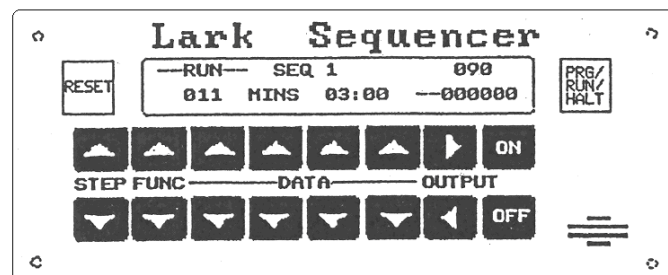 Lark Sequencer
RESET
--RUN-- SEQ 1 090
011 MINS 03:00 --000000
PRG/
RUN/
HALT
ON
STEP FUNC DATA OUTPUT
OFF